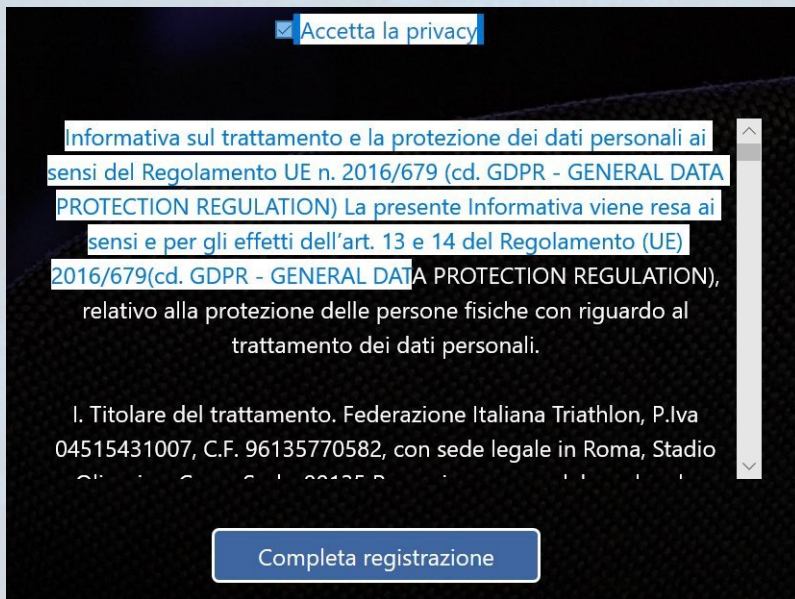 Accetta la privacy
Informativa sul trattamento e la protezione dei dati personali ai
sensi del Regolamento UE n. 2016/679 (cd. GDPR - GENERAL DATA
PROTECTION REGULATION) La presente Informativa viene resa ai
sensi e per gli effetti dell'art. 13 e 14 del Regolamento (UE)
2016/679(cd. GDPR - GENERAL DATA PROTECTION REGULATION),
relativo alla protezione delle persone fisiche con riguardo al
trattamento dei dati personali.
I. Titolare del trattamento. Federazione Italiana Triathlon, P.Iva
04515431007, C.F. 96135770582, con sede legale in Roma, Stadio
Completa registrazione